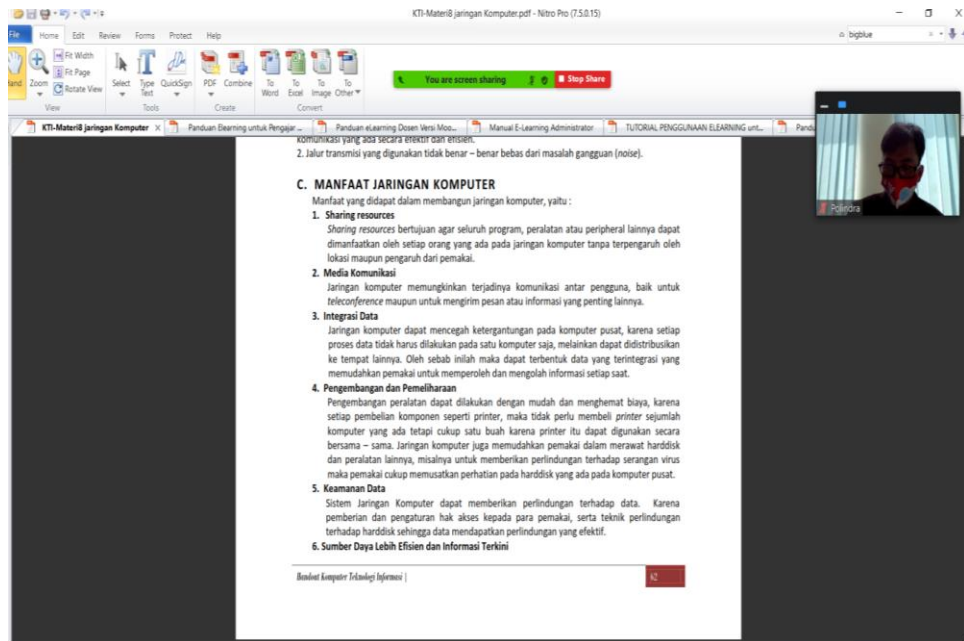 KTI-Materi8 jaringan Komputer.pdf - Nitro Pro (7.5.0.15)
File Home Edit Review Forms Protect Help
bigblue
Hand
Zoom
Fit Width
Fit Page
Rotate View
View
Select
Type Text
QuickSign
Tools
PDF
Combine
Create
To Word
To Excel
To Image
To Other
Convert
You are screen sharing
Stop Share
KTI-Materi8 jaringan Komputer
Panduan Elearning untuk Pengajar ...
Panduan eLearning Dosen Versi Moo...
Manual E-Learning Administrator
TUTORIAL PENGGUNAAN ELEARNING unt...
Pandu
Polindra
komunikasi yang ada secara efektif dan efisien.
2. Jalur transmisi yang digunakan tidak benar – benar bebas dari masalah gangguan (noise).
C. MANFAAT JARINGAN KOMPUTER
Manfaat yang didapat dalam membangun jaringan komputer, yaitu :
1. Sharing resources
Sharing resources bertujuan agar seluruh program, peralatan atau peripheral lainnya dapat
dimanfaatkan oleh setiap orang yang ada pada jaringan komputer tanpa terpengaruh oleh
lokasi maupun pengaruh dari pemakai.
2. Media Komunikasi
Jaringan komputer memungkinkan terjadinya komunikasi antar pengguna, baik untuk
teleconference maupun untuk mengirim pesan atau informasi yang penting lainnya.
3. Integrasi Data
Jaringan komputer dapat mencegah ketergantungan pada komputer pusat, karena setiap
proses data tidak harus dilakukan pada satu komputer saja, melainkan dapat didistribusikan
ke tempat lainnya. Oleh sebab inilah maka dapat terbentuk data yang terintegrasi yang
memudahkan pemakai untuk memperoleh dan mengolah informasi setiap saat.
4. Pengembangan dan Pemeliharaan
Pengembangan peralatan dapat dilakukan dengan mudah dan menghemat biaya, karena
setiap pembelian komponen seperti printer, maka tidak perlu membeli printer sejumlah
komputer yang ada tetapi cukup satu buah karena printer itu dapat digunakan secara
bersama – sama. Jaringan komputer juga memudahkan pemakai dalam merawat harddisk
dan peralatan lainnya, misalnya untuk memberikan perlindungan terhadap serangan virus
maka pemakai cukup memusatkan perhatian pada harddisk yang ada pada komputer pusat.
5. Keamanan Data
Sistem Jaringan Komputer dapat memberikan perlindungan terhadap data. Karena
pemberian dan pengaturan hak akses kepada para pemakai, serta teknik perlindungan
terhadap harddisk sehingga data mendapatkan perlindungan yang efektif.
6. Sumber Daya Lebih Efisien dan Informasi Terkini
Handout Komputer Teknologi Informasi |
62